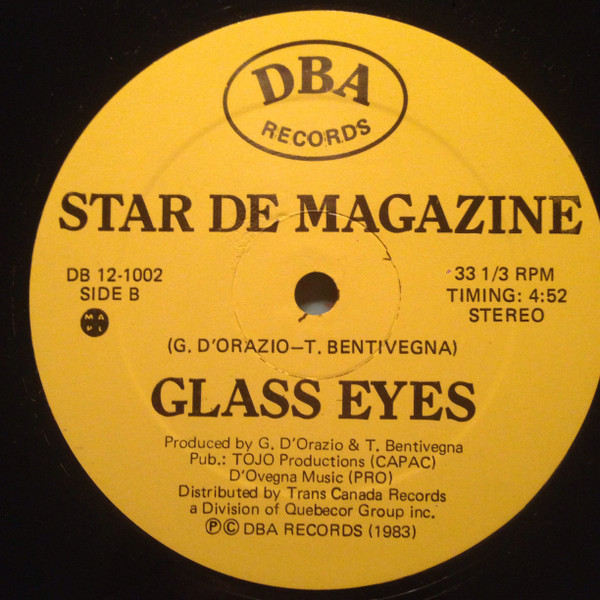 DBA
RECORDS
STAR DE MAGAZINE
DB 12-1002
SIDE B
M A
P L
33 1/3 RPM
TIMING: 4:52
STEREO
(G. D'ORAZIO–T. BENTIVEGNA)
GLASS EYES
Produced by G. D'Orazio & T. Bentivegna
Pub.: TOJO Productions (CAPAC)
D'Ovegna Music (PRO)
Distributed by Trans Canada Records
a Division of Quebecor Group inc.
ⓅⒸ DBA RECORDS (1983)